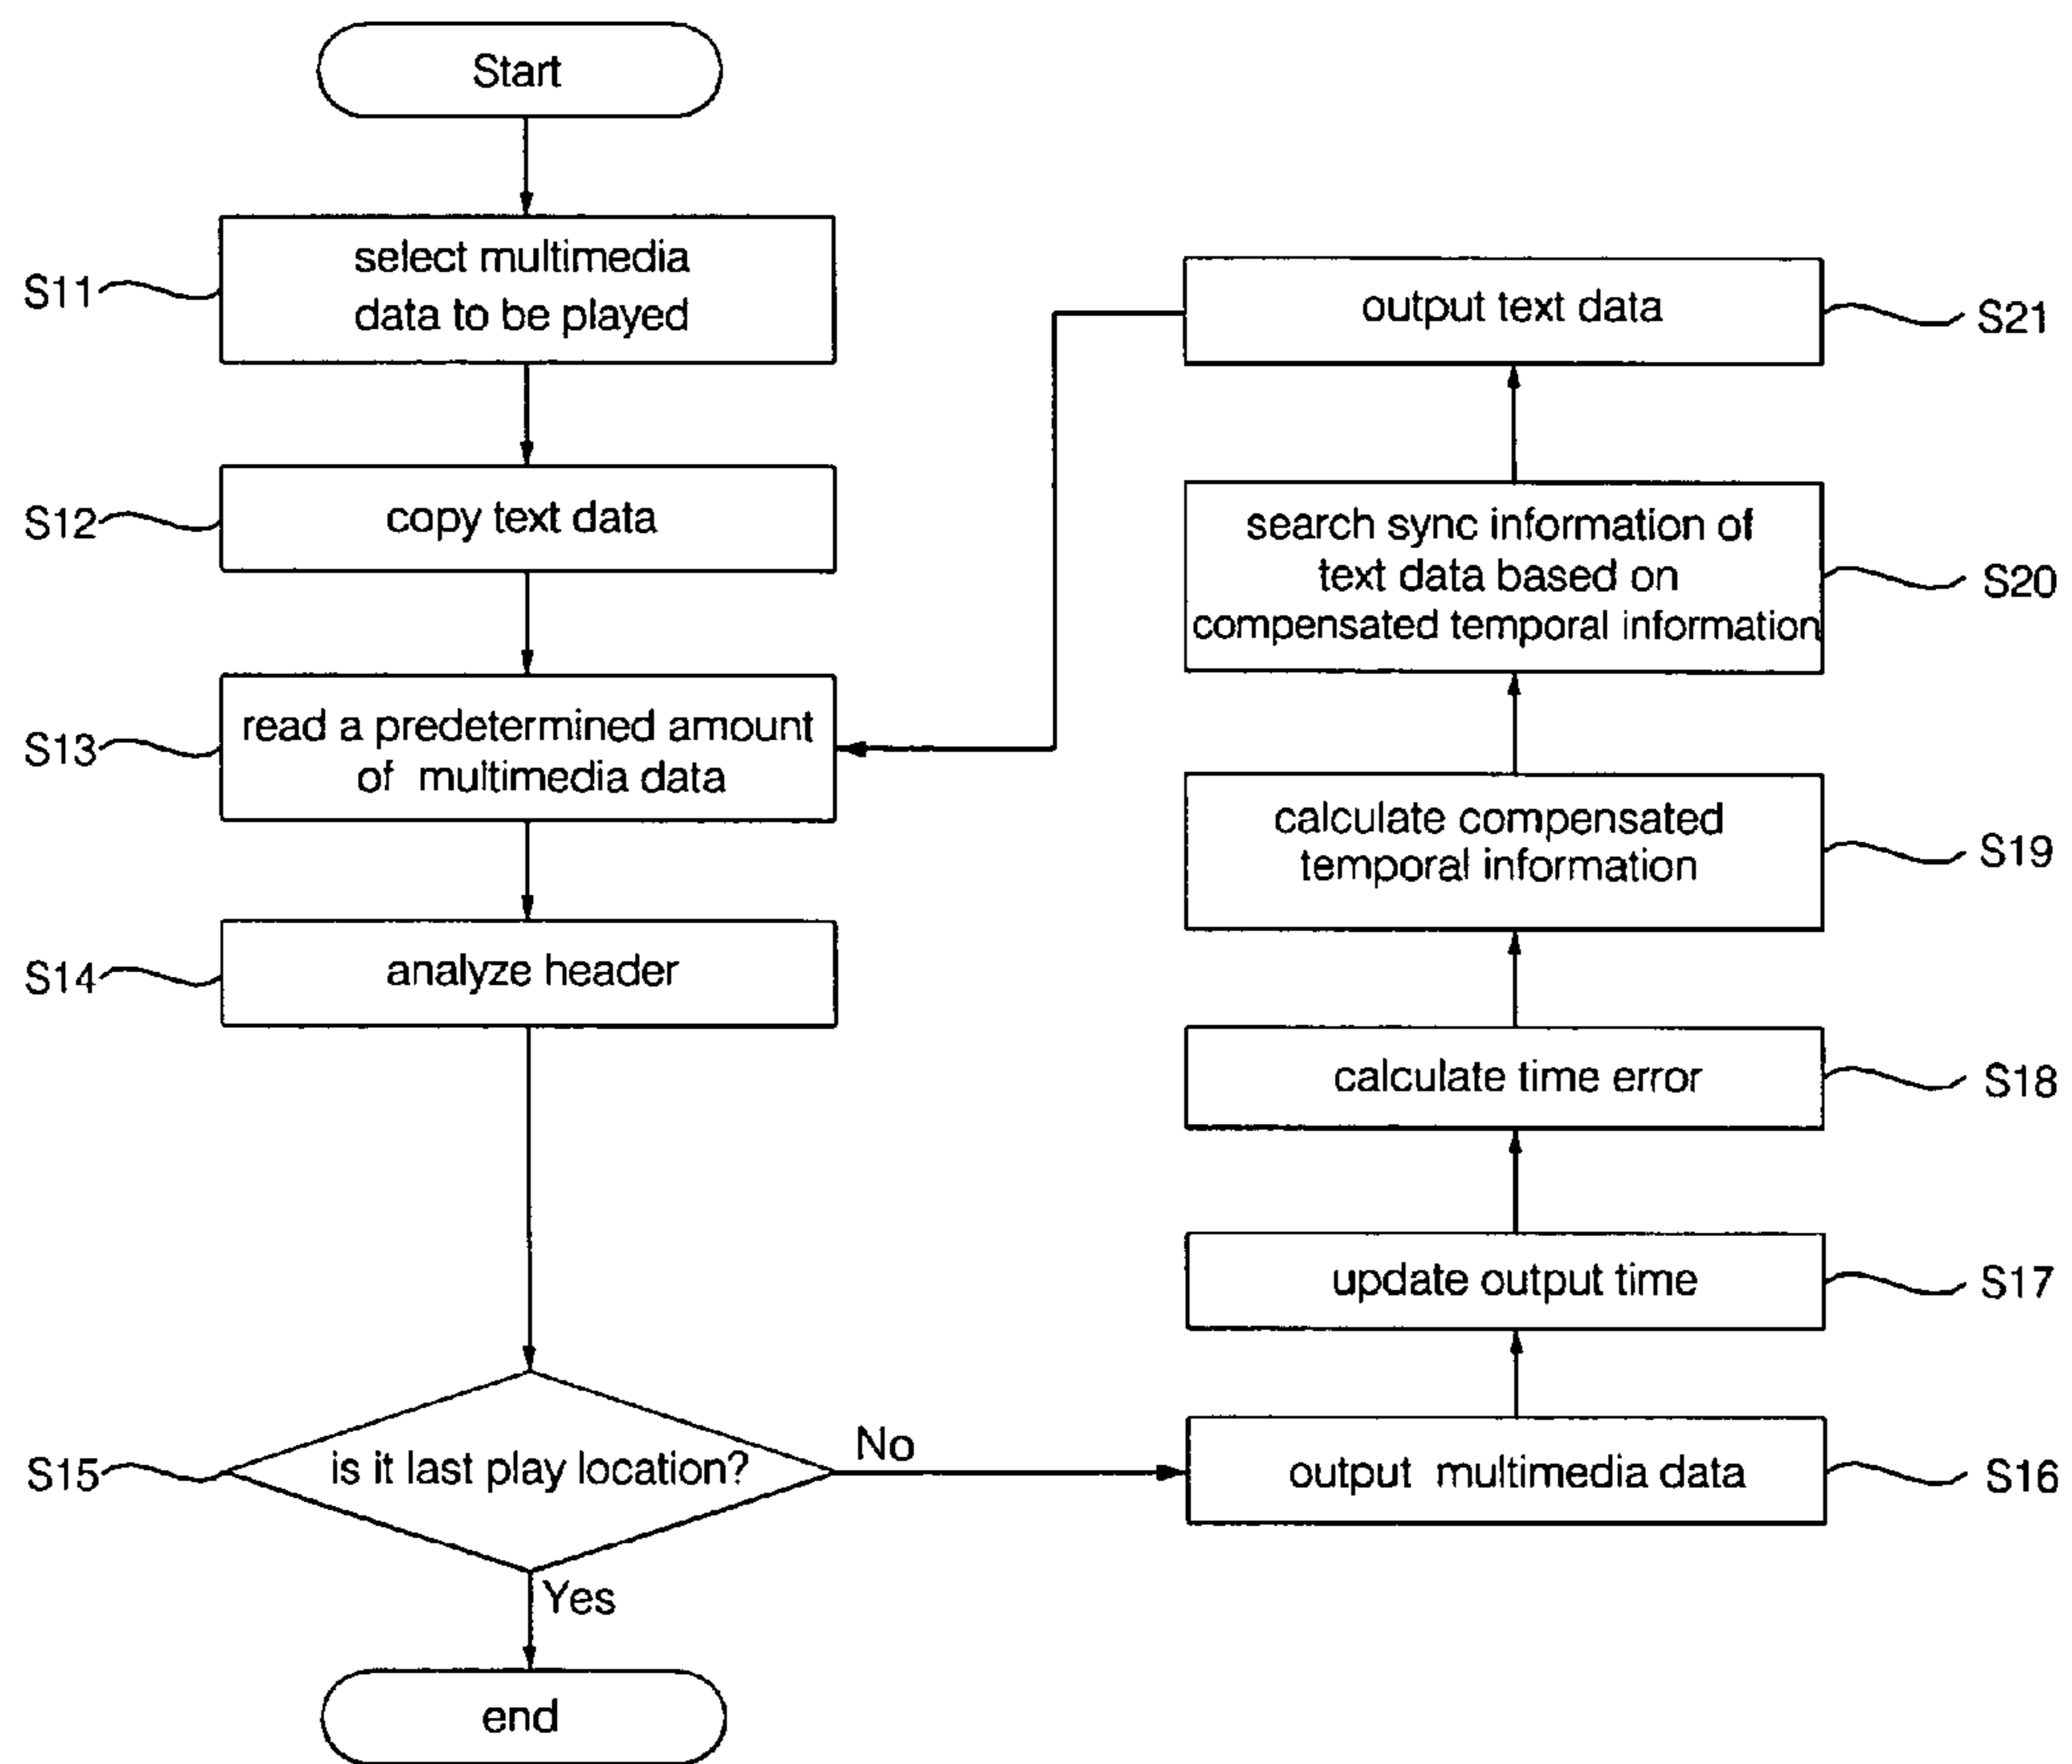 Start
S11
select multimedia
data to be played
S12
copy text data
S13
read a predetermined amount
of multimedia data
S14
analyze header
S15
is it last play location?
No
Yes
end
output text data
S21
search sync information of
text data based on
compensated temporal information
S20
calculate compensated
temporal information
S19
calculate time error
S18
update output time
S17
output multimedia data
S16